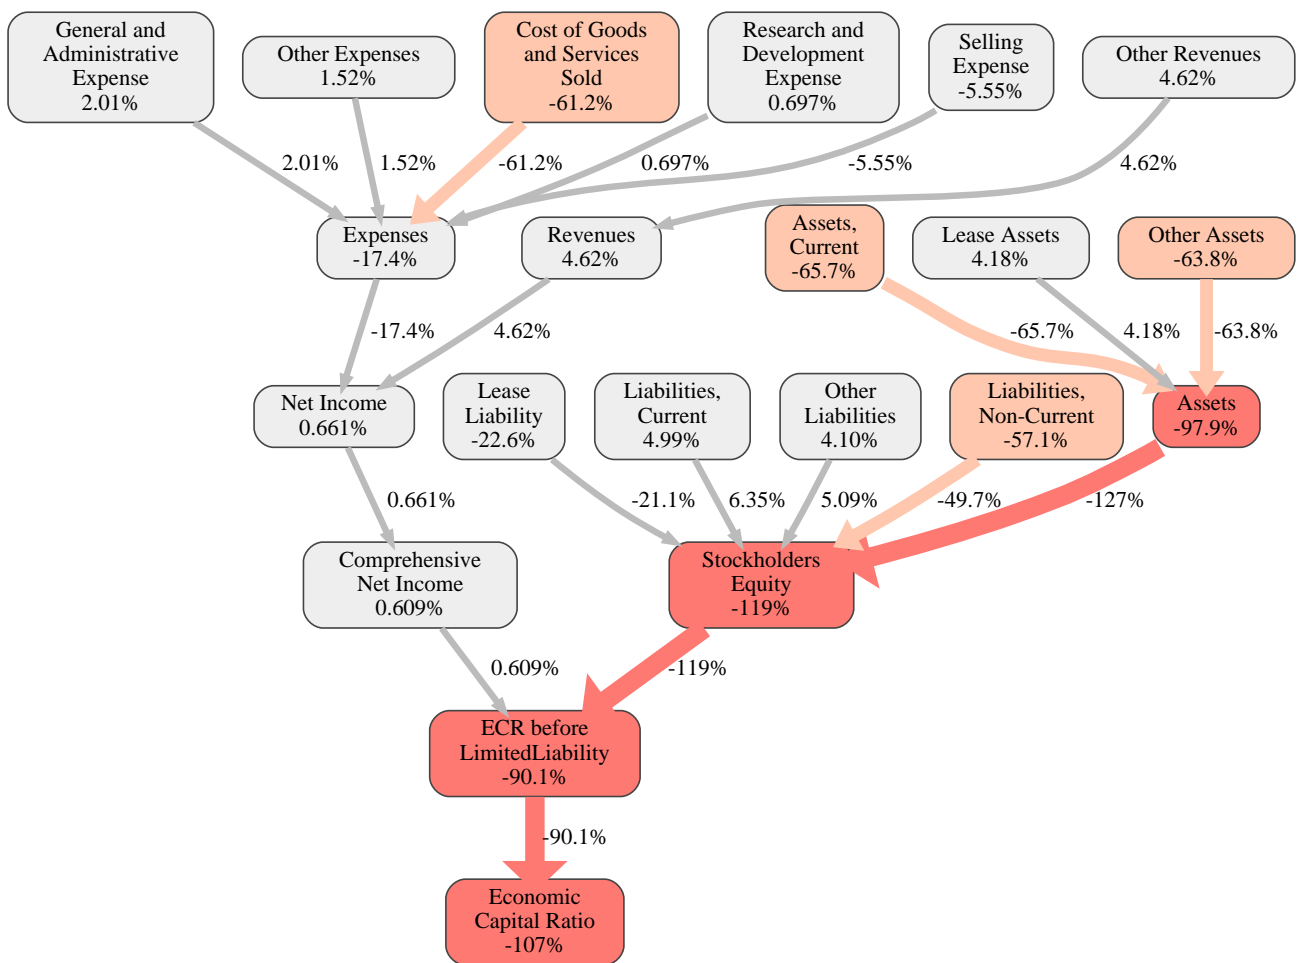 General and
Administrative
Expense
2.01%
Other Expenses
1.52%
Cost of Goods
and Services
Sold
-61.2%
Research and
Development
Expense
0.697%
Selling
Expense
-5.55%
Other Revenues
4.62%
2.01%
1.52%
-61.2%
0.697%
-5.55%
4.62%
Expenses
-17.4%
Revenues
4.62%
Assets,
Current
-65.7%
Lease Assets
4.18%
Other Assets
-63.8%
-17.4%
4.62%
-65.7%
4.18%
-63.8%
Net Income
0.661%
Lease
Liability
-22.6%
Liabilities,
Current
4.99%
Other
Liabilities
4.10%
Liabilities,
Non-Current
-57.1%
Assets
-97.9%
0.661%
-21.1%
6.35%
5.09%
-49.7%
-127%
Comprehensive
Net Income
0.609%
Stockholders
Equity
-119%
0.609%
-119%
ECR before
LimitedLiability
-90.1%
-90.1%
Economic
Capital Ratio
-107%